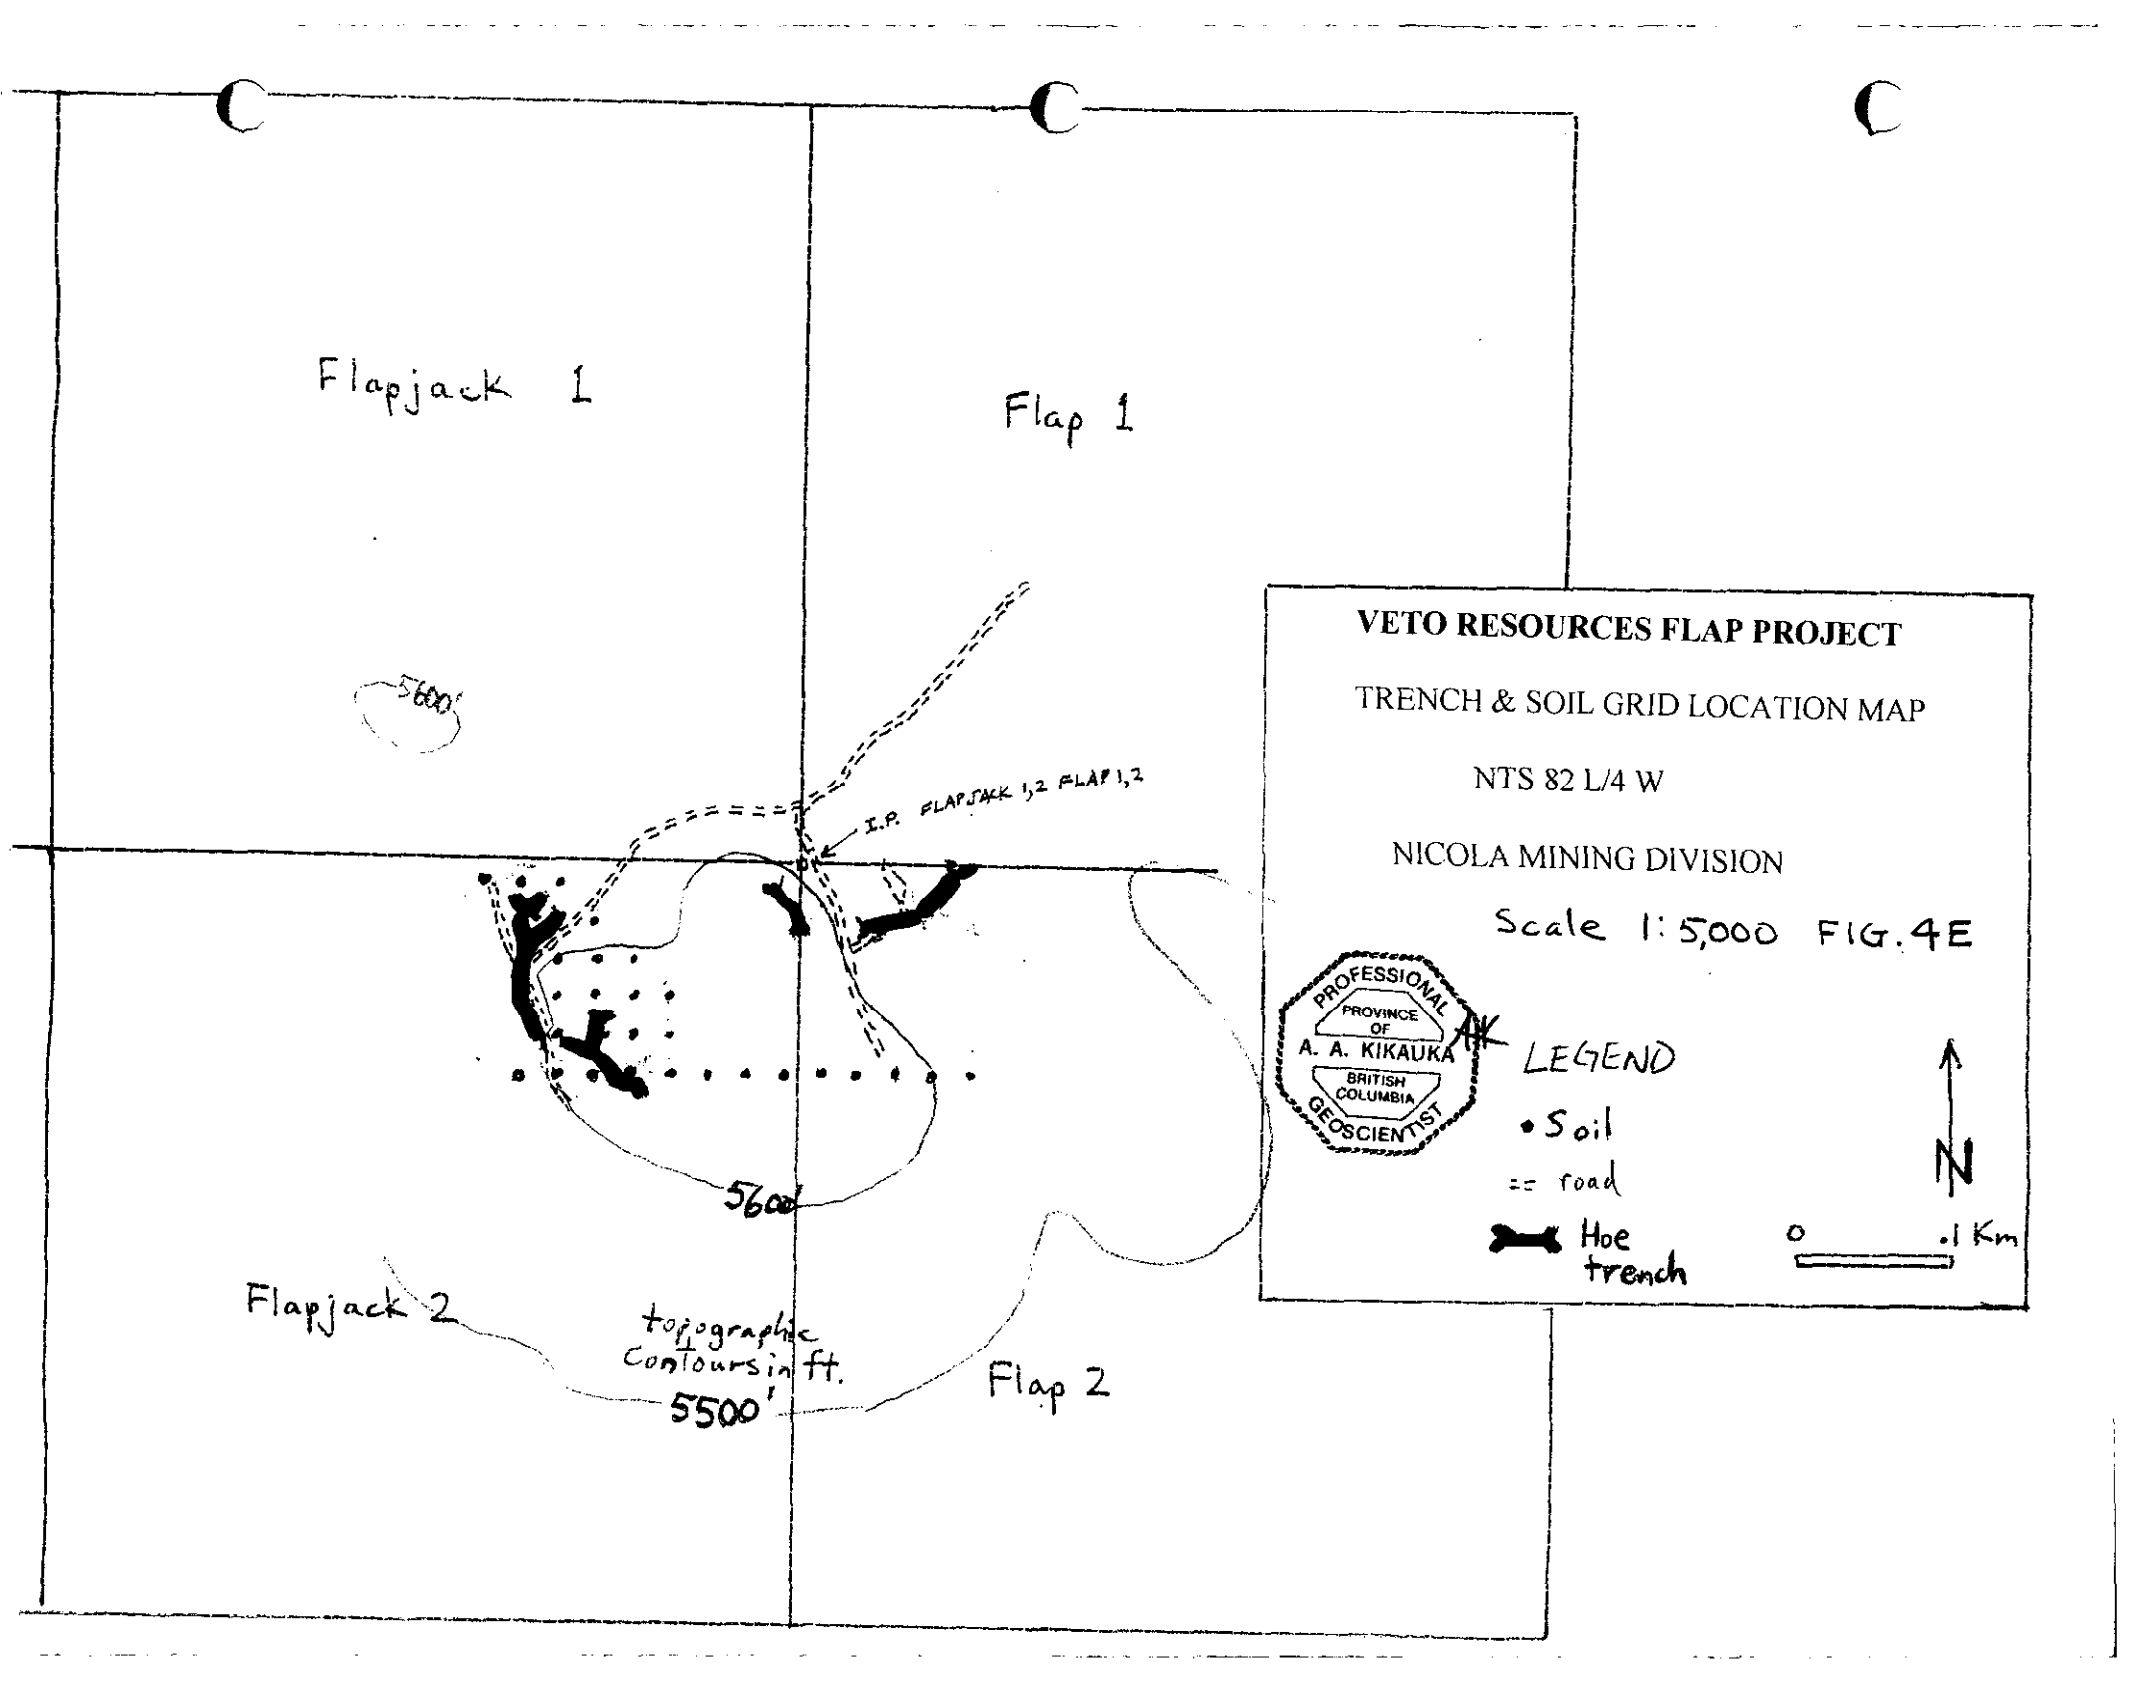 Flapjack 1
Flap 1
5600'
I.P. FLAPJACK 1,2 FLAP 1,2
5600'
Flapjack 2
topographic
contours in ft.
5500'
Flap 2
VETO RESOURCES FLAP PROJECT
TRENCH & SOIL GRID LOCATION MAP
NTS 82 L/4 W
NICOLA MINING DIVISION
Scale 1:5,000 FIG. 4E
PROFESSIONAL
PROVINCE
OF
A. A. KIKAUKA
BRITISH
COLUMBIA
GEOSCIENTIST
AK
LEGEND
Soil
road
Hoe
trench
N
0 .1 Km